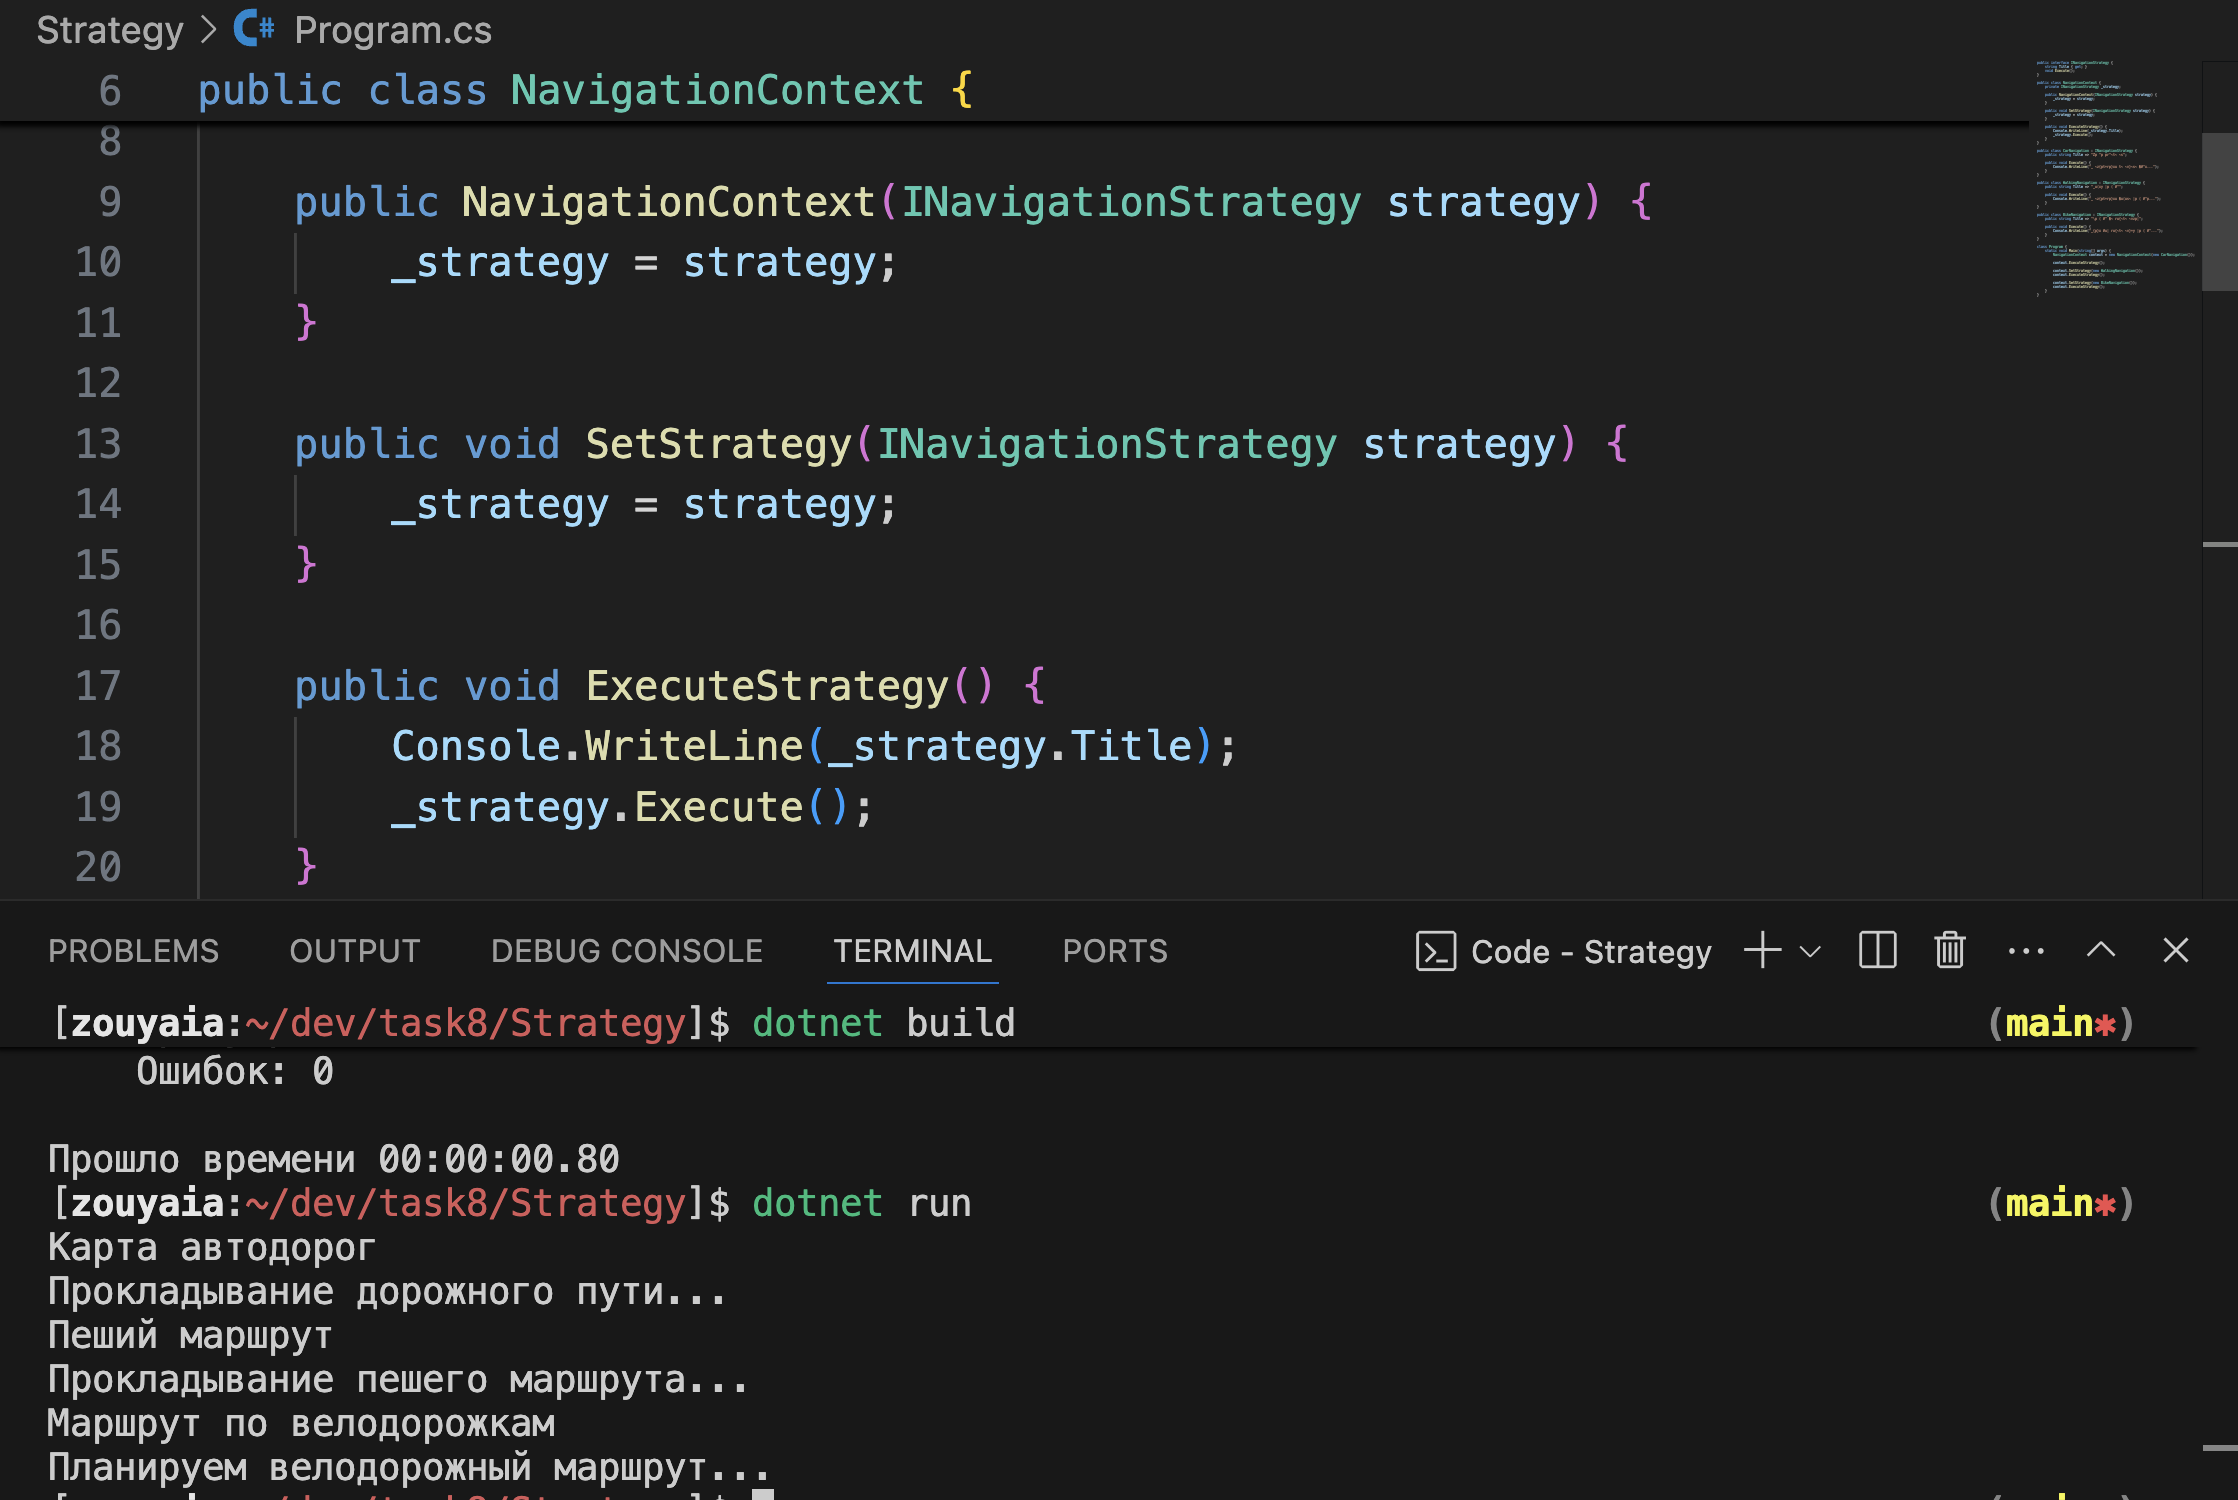 Strategy > C# Program.cs
6 public class NavigationContext {
8
9 public NavigationContext(INavigationStrategy strategy) {
10 _strategy = strategy;
11 }
12
13 public void SetStrategy(INavigationStrategy strategy) {
14 _strategy = strategy;
15 }
16
17 public void ExecuteStrategy() {
18 Console.WriteLine(_strategy.Title);
19 _strategy.Execute();
20 }
PROBLEMS OUTPUT DEBUG CONSOLE TERMINAL PORTS Code - Strategy
[zouyaia:~/dev/task8/Strategy]$ dotnet build (main*)
Ошибок: 0
Прошло времени 00:00:00.80
[zouyaia:~/dev/task8/Strategy]$ dotnet run (main*)
Карта автодорог
Прокладывание дорожного пути...
Пеший маршрут
Прокладывание пешего маршрута...
Маршрут по велодорожкам
Планируем велодорожный маршрут...